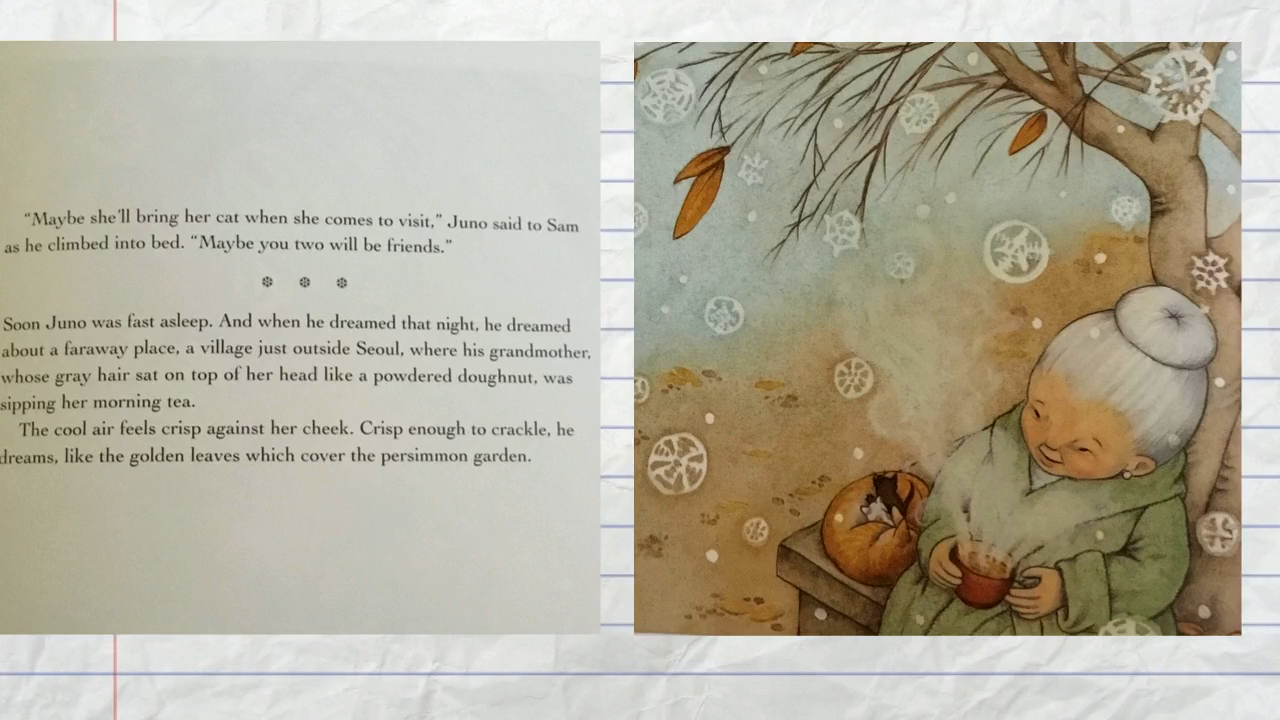 “Maybe she’ll bring her cat when she comes to visit,” Juno said to Sam
as he climbed into bed. “Maybe you two will be friends.”
❄ ❄ ❄
Soon Juno was fast asleep. And when he dreamed that night, he dreamed
about a faraway place, a village just outside Seoul, where his grandmother,
whose gray hair sat on top of her head like a powdered doughnut, was
sipping her morning tea.
The cool air feels crisp against her cheek. Crisp enough to crackle, he
dreams, like the golden leaves which cover the persimmon garden.